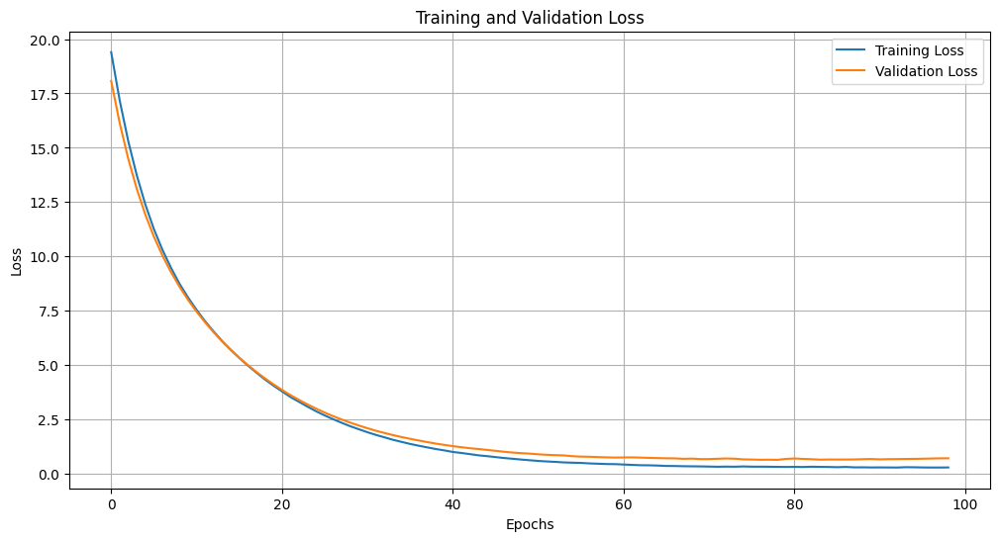 Training and Validation Loss
20.0
17.5
15.0
12.5
10.0
7.5
5.0
2.5
0.0
Loss
Training Loss
Validation Loss
0 20 40 60 80 100
Epochs